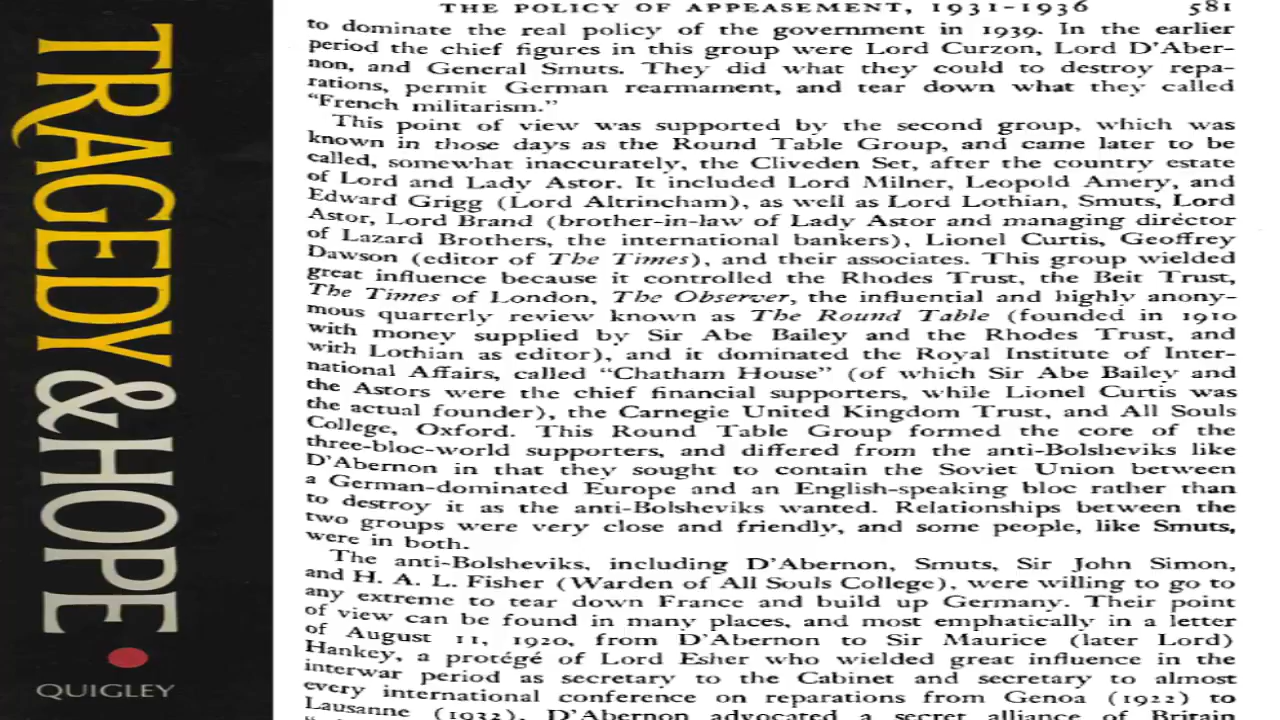 TRAGEDY & HOPE
QUIGLEY
THE POLICY OF APPEASEMENT, 1931-1936 581
to dominate the real policy of the government in 1939. In the earlier
period the chief figures in this group were Lord Curzon, Lord D'Aber-
non, and General Smuts. They did what they could to destroy repa-
rations, permit German rearmament, and tear down what they called
"French militarism."
This point of view was supported by the second group, which was
known in those days as the Round Table Group, and came later to be
called, somewhat inaccurately, the Cliveden Set, after the country estate
of Lord and Lady Astor. It included Lord Milner, Leopold Amery, and
Edward Grigg (Lord Altrincham), as well as Lord Lothian, Smuts, Lord
Astor, Lord Brand (brother-in-law of Lady Astor and managing director
of Lazard Brothers, the international bankers), Lionel Curtis, Geoffrey
Dawson (editor of The Times), and their associates. This group wielded
great influence because it controlled the Rhodes Trust, the Beit Trust,
The Times of London, The Observer, the influential and highly anony-
mous quarterly review known as The Round Table (founded in 1910
with money supplied by Sir Abe Bailey and the Rhodes Trust, and
with Lothian as editor), and it dominated the Royal Institute of Inter-
national Affairs, called "Chatham House" (of which Sir Abe Bailey and
the Astors were the chief financial supporters, while Lionel Curtis was
the actual founder), the Carnegie United Kingdom Trust, and All Souls
College, Oxford. This Round Table Group formed the core of the
three-bloc-world supporters, and differed from the anti-Bolsheviks like
D'Abernon in that they sought to contain the Soviet Union between
a German-dominated Europe and an English-speaking bloc rather than
to destroy it as the anti-Bolsheviks wanted. Relationships between the
two groups were very close and friendly, and some people, like Smuts,
were in both.
The anti-Bolsheviks, including D'Abernon, Smuts, Sir John Simon,
and H. A. L. Fisher (Warden of All Souls College), were willing to go to
any extreme to tear down France and build up Germany. Their point
of view can be found in many places, and most emphatically in a letter
of August 11, 1920, from D'Abernon to Sir Maurice (later Lord)
Hankey, a protégé of Lord Esher who wielded great influence in the
interwar period as secretary to the Cabinet and secretary to almost
every international conference on reparations from Genoa (1922) to
Lausanne (1932). D'Abernon advocated a secret alliance of Britain